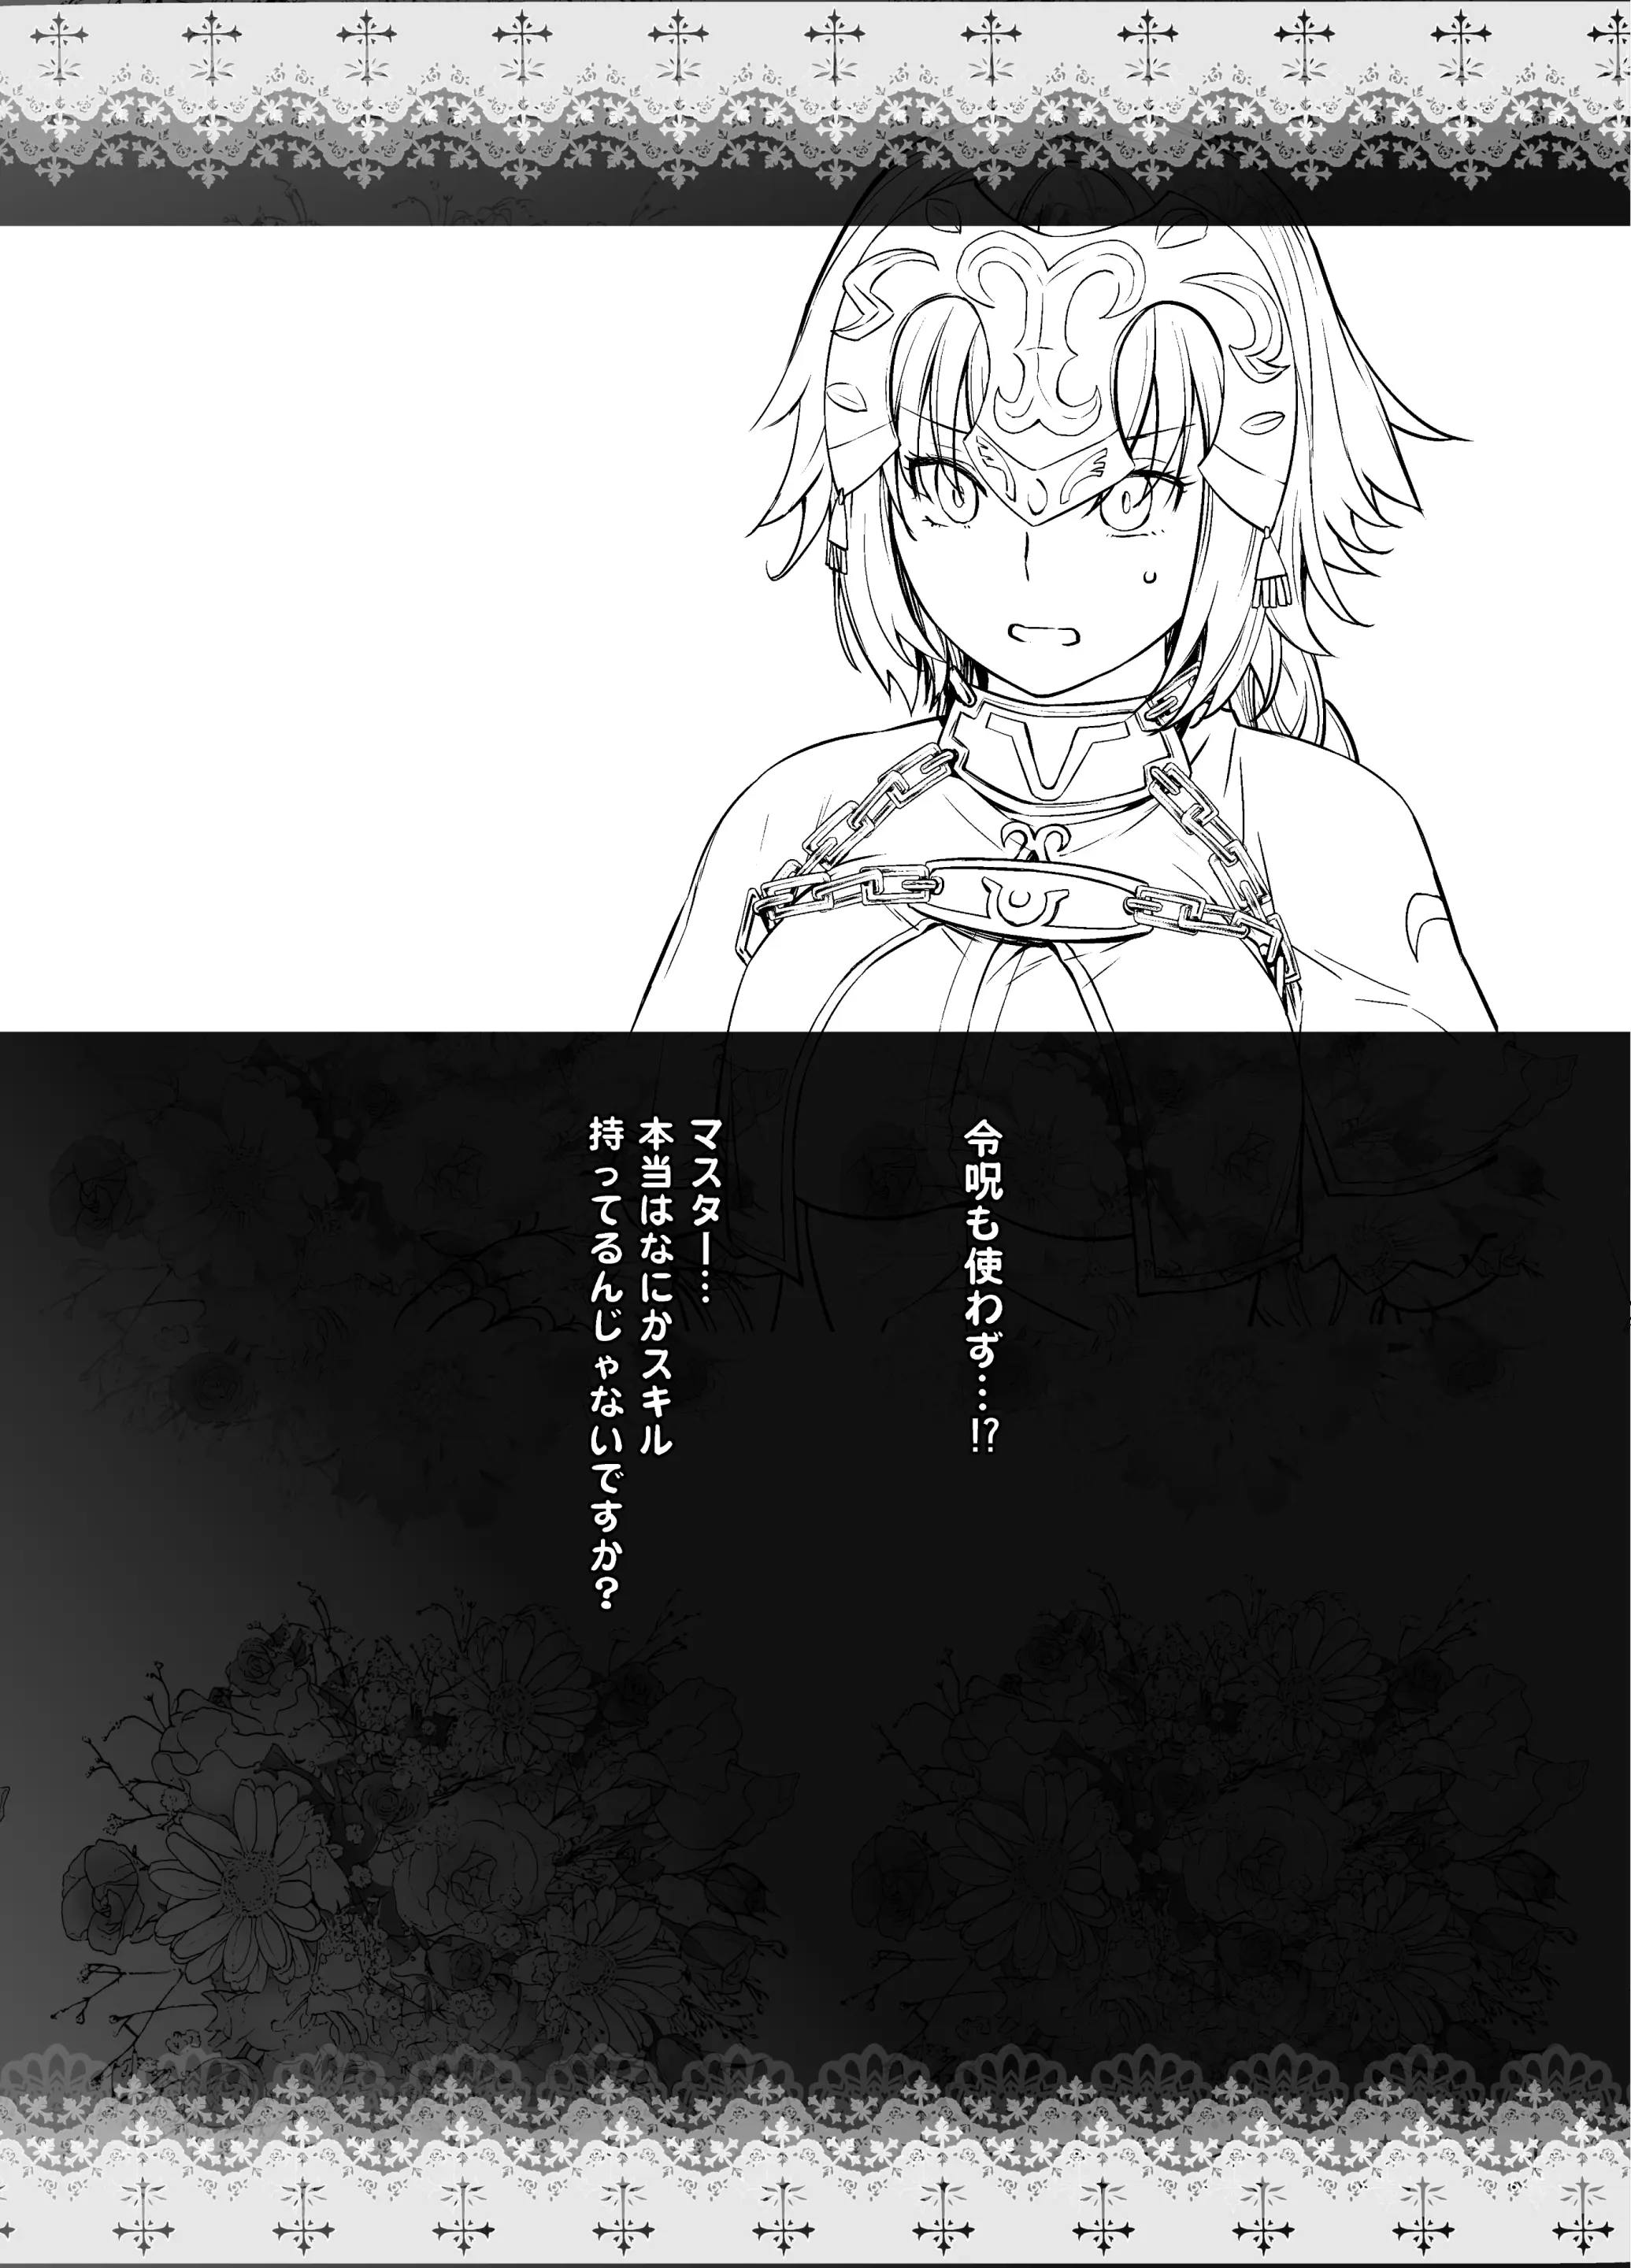 令呪も使わず…!?
マスター…
本当はなにかスキル
持ってるんじゃないですか？